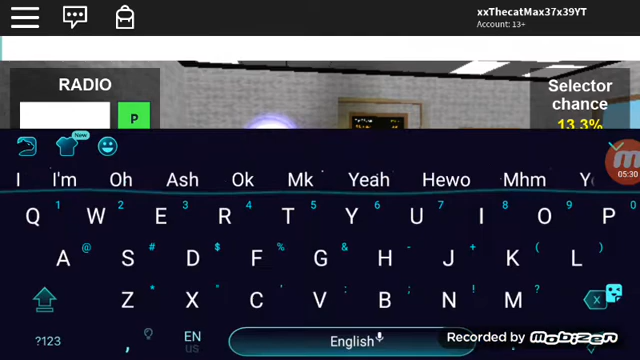 xxThecatMax37x39YT
Account: 13+
RADIO
Selector
chance
P
13.3%
New
05:30
I I'm Oh Ash Ok Mk Yeah Hewo Mhm
1 2 3 4 5 6 7 8 9 0
Q W E R T Y U I O P
@ # $ % & - + ( )
A S D F G H J K L
* " ' : ; ! ?
Z X C V B N M
?123 , EN
us
English
Recorded by MOBIZEN